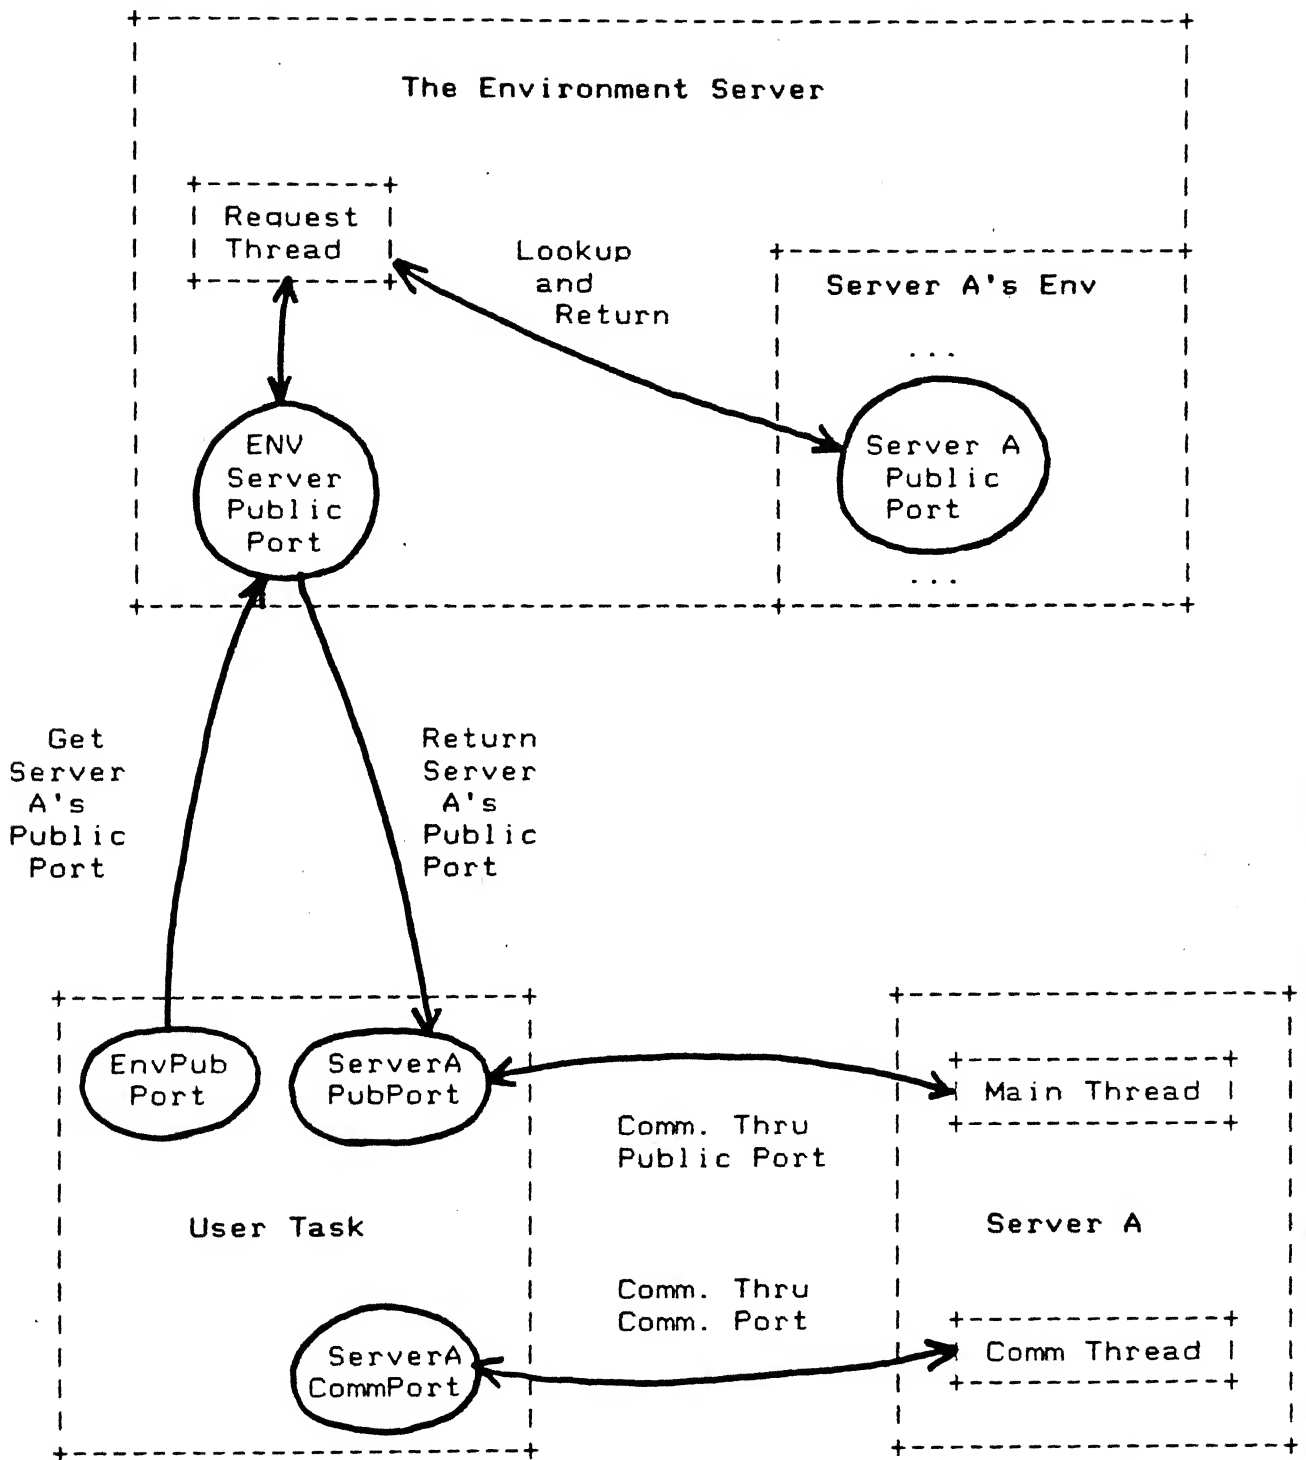 The Environment Server
Request
Thread
Lookup
and
Return
Server A's Env
...
ENV
Server
Public
Port
Server A
Public
Port
...
Get
Server
A's
Public
Port
Return
Server
A's
Public
Port
EnvPub
Port
ServerA
PubPort
Main Thread
Comm. Thru
Public Port
User Task
Server A
Comm. Thru
Comm. Port
ServerA
CommPort
Comm Thread